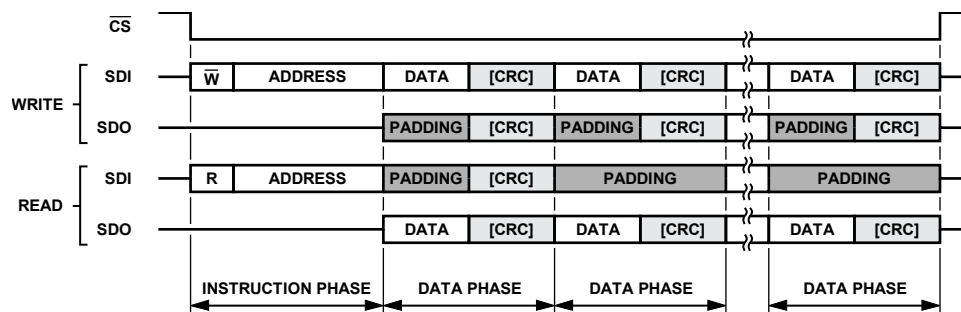 C̅S̅
WRITE
SDI W̅ ADDRESS DATA [CRC] DATA [CRC] DATA [CRC]
SDO PADDING [CRC] PADDING [CRC] PADDING [CRC]
READ
SDI R ADDRESS PADDING [CRC] PADDING PADDING
SDO DATA [CRC] DATA [CRC] DATA [CRC]
INSTRUCTION PHASE DATA PHASE DATA PHASE DATA PHASE